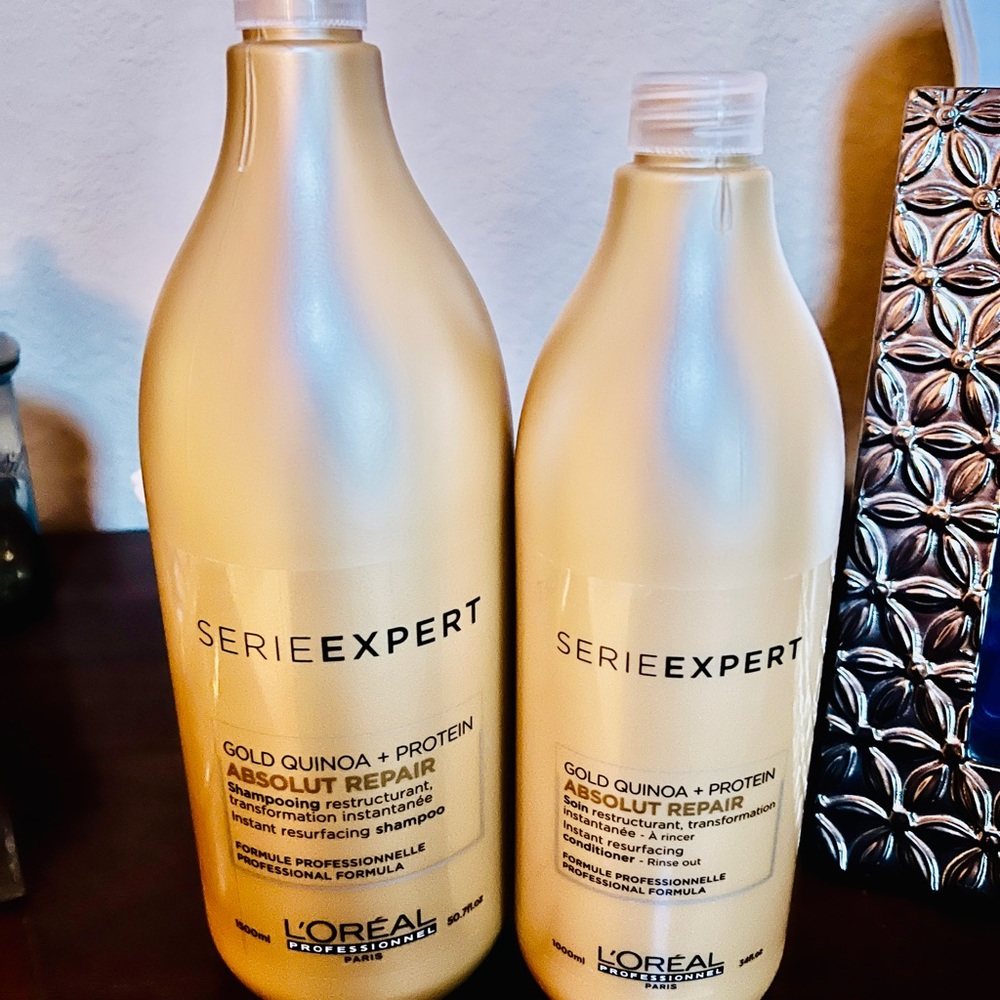 SERIEEXPERT
GOLD QUINOA + PROTEIN
ABSOLUT REPAIR
Shampooing restructurant,
transformation instantanée
Instant resurfacing shampoo
FORMULE PROFESSIONNELLE
PROFESSIONAL FORMULA
1500ml
L'ORÉAL
PROFESSIONNEL
PARIS
50.7fl.oz
SERIEEXPERT
GOLD QUINOA + PROTEIN
ABSOLUT REPAIR
Soin restructurant, transformation
instantanée - À rincer
Instant resurfacing
conditioner - Rinse out
FORMULE PROFESSIONNELLE
PROFESSIONAL FORMULA
1000ml
L'ORÉAL
PROFESSIONNEL
PARIS
34fl.oz